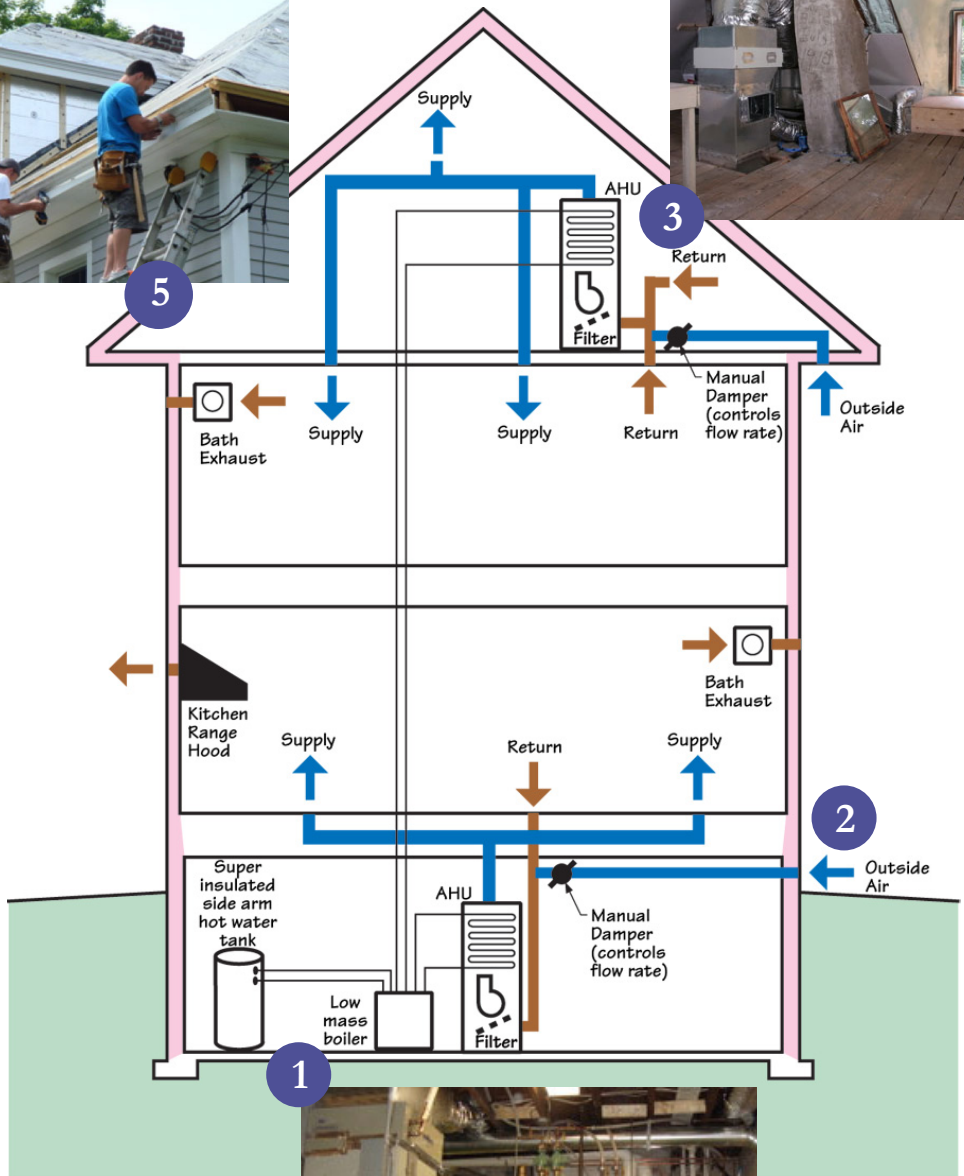 Supply
AHU
3
Return
5
Filter
Manual
Damper
(controls
flow rate)
Outside
Air
Bath
Exhaust
Supply
Supply
Return
Kitchen
Range
Hood
Bath
Exhaust
Supply
Return
Supply
2
Outside
Air
Super
insulated
side arm
hot water
tank
AHU
Manual
Damper
(controls
flow rate)
Low
mass
boiler
Filter
1